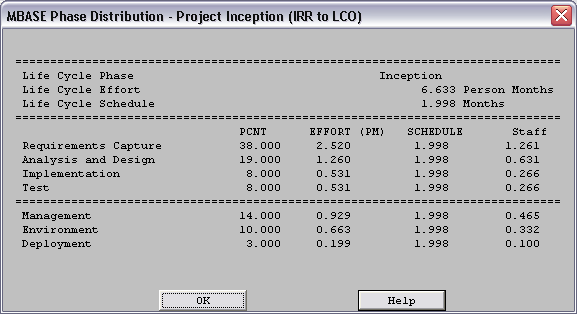 MBASE Phase Distribution - Project Inception (IRR to LCO)
Life Cycle Phase Inception
Life Cycle Effort 6.633 Person Months
Life Cycle Schedule 1.998 Months
PCNT EFFORT (PM) SCHEDULE Staff
Requirements Capture 38.000 2.520 1.998 1.261
Analysis and Design 19.000 1.260 1.998 0.631
Implementation 8.000 0.531 1.998 0.266
Test 8.000 0.531 1.998 0.266
Management 14.000 0.929 1.998 0.465
Environment 10.000 0.663 1.998 0.332
Deployment 3.000 0.199 1.998 0.100
OK Help